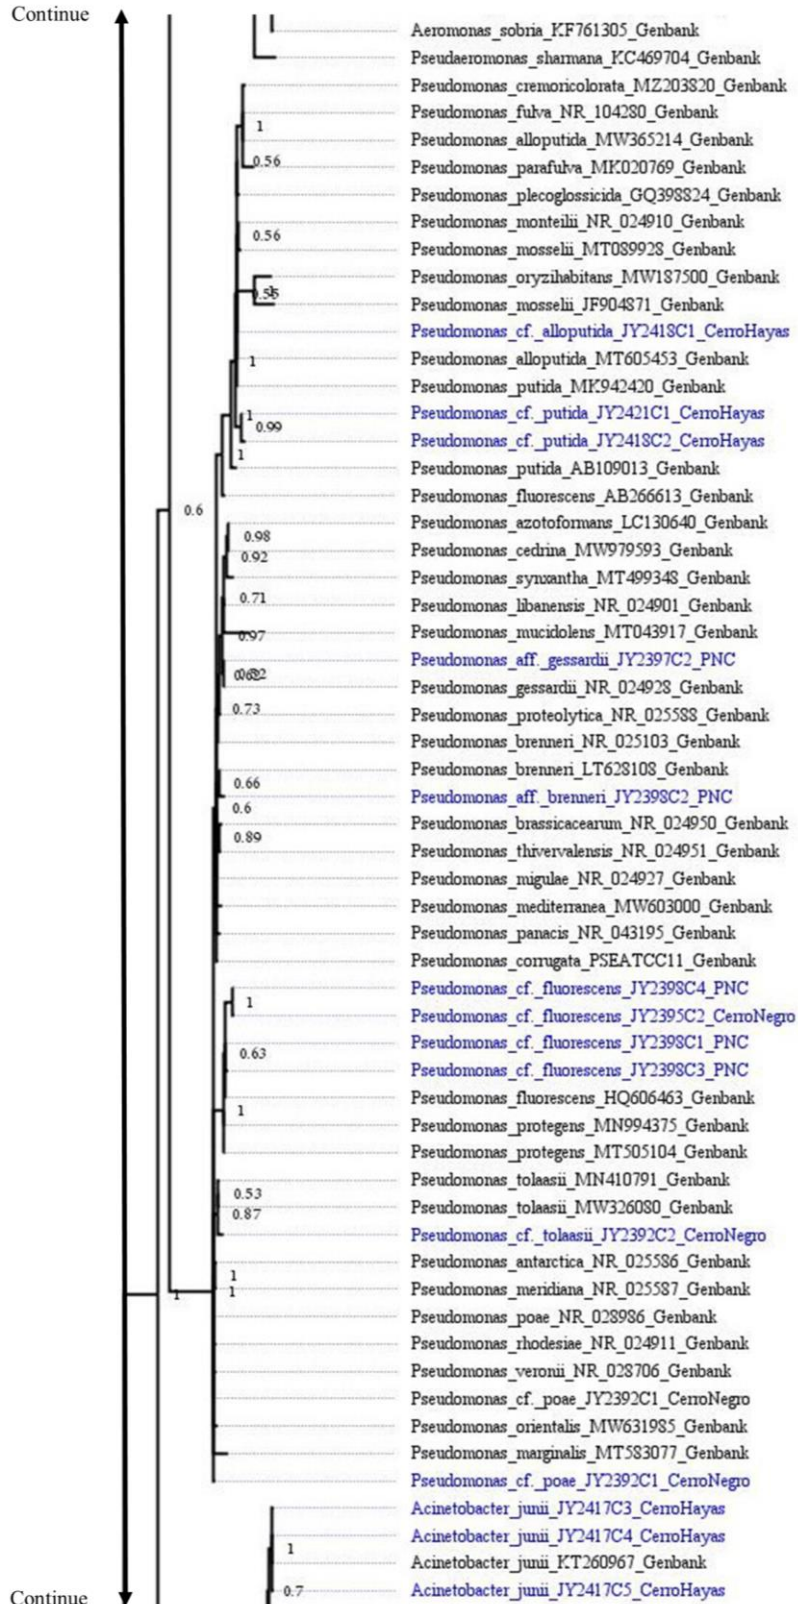 Continue
Aeromonas_sobria_KF761305_Genbank
Pseudaeromonas_sharmana_KC469704_Genbank
Pseudomonas_cremoricolorata_MZ203820_Genbank
Pseudomonas_fulva_NR_104280_Genbank
1
Pseudomonas_alloputida_MW365214_Genbank
0.56
Pseudomonas_parafulva_MK020769_Genbank
Pseudomonas_plecoglossicida_GQ398824_Genbank
Pseudomonas_monteilii_NR_024910_Genbank
0.56
Pseudomonas_mosselii_MT089928_Genbank
Pseudomonas_oryzihabitans_MW187500_Genbank
Pseudomonas_mosselii_JF904871_Genbank
Pseudomonas_cf._alloputida_JY2418C1_CerroHayas
1
Pseudomonas_alloputida_MT605453_Genbank
Pseudomonas_putida_MK942420_Genbank
1
Pseudomonas_cf._putida_JY2421C1_CerroHayas
0.99
Pseudomonas_cf._putida_JY2418C2_CerroHayas
1
Pseudomonas_putida_AB109013_Genbank
Pseudomonas_fluorescens_AB266613_Genbank
0.6
Pseudomonas_azotoformans_LC130640_Genbank
0.98
Pseudomonas_cedrina_MW979593_Genbank
0.92
Pseudomonas_synxantha_MT499348_Genbank
0.71
Pseudomonas_libanensis_NR_024901_Genbank
0.97
Pseudomonas_mucidolens_MT043917_Genbank
Pseudomonas_aff._gessardii_JY2397C2_PNC
Pseudomonas_gessardii_NR_024928_Genbank
0.73
Pseudomonas_proteolytica_NR_025588_Genbank
Pseudomonas_brenneri_NR_025103_Genbank
Pseudomonas_brenneri_LT628108_Genbank
0.66
Pseudomonas_aff._brenneri_JY2398C2_PNC
0.6
Pseudomonas_brassicacearum_NR_024950_Genbank
0.89
Pseudomonas_thivervalensis_NR_024951_Genbank
Pseudomonas_migulae_NR_024927_Genbank
Pseudomonas_mediterranea_MW603000_Genbank
Pseudomonas_panacis_NR_043195_Genbank
Pseudomonas_corrugata_PSEATCC11_Genbank
Pseudomonas_cf._fluorescens_JY2398C4_PNC
1
Pseudomonas_cf._fluorescens_JY2395C2_CerroNegro
Pseudomonas_cf._fluorescens_JY2398C1_PNC
0.63
Pseudomonas_cf._fluorescens_JY2398C3_PNC
Pseudomonas_fluorescens_HQ606463_Genbank
1
Pseudomonas_protegens_MN994375_Genbank
Pseudomonas_protegens_MT505104_Genbank
Pseudomonas_tolaasii_MN410791_Genbank
0.53
Pseudomonas_tolaasii_MW326080_Genbank
0.87
Pseudomonas_cf._tolaasii_JY2392C2_CerroNegro
Pseudomonas_antarctica_NR_025586_Genbank
1
Pseudomonas_meridiana_NR_025587_Genbank
1
1
Pseudomonas_poae_NR_028986_Genbank
Pseudomonas_rhodesiae_NR_024911_Genbank
Pseudomonas_veronii_NR_028706_Genbank
Pseudomonas_cf._poae_JY2392C1_CerroNegro
Pseudomonas_orientalis_MW631985_Genbank
Pseudomonas_marginalis_MT583077_Genbank
Pseudomonas_cf._poae_JY2392C1_CerroNegro
Acinetobacter_junii_JY2417C3_CerroHayas
Acinetobacter_junii_JY2417C4_CerroHayas
1
Acinetobacter_junii_KT260967_Genbank
0.7
Acinetobacter_junii_JY2417C5_CerroHayas
Continue